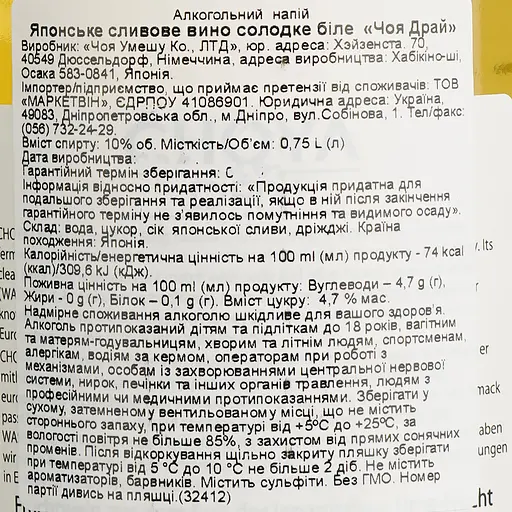 Алкогольний напій
Японське сливове вино солодке біле «Чоя Драй»
Виробник: «Чоя Умешу Ко., ЛТД», юр. адреса: Хэйзенста. 70,
40549 Дюссельдорф, Німеччина, адреса виробництва: Хабікіно-ші,
Осака 583-0841, Японія.
Імпортер/підприємство, що приймає претензії від споживачів: ТОВ
«МАРКЕТВІН», ЄДРПОУ 41086901. Юридична адреса: Україна,
49083, Дніпропетровська обл., м.Дніпро, вул.Собінова, 1. Тел/факс:
(056) 732-24-29.
Вміст спирту: 10% об. Місткість/Об'єм: 0,75 L (л)
Дата виробництва:
Гарантійний термін зберігання:
Інформація відносно придатності: «Продукція придатна для
подальшого зберігання та реалізації, якщо в ній після закінчення
гарантійного терміну не з'явилось помутніння та видимого осаду».
Склад: вода, цукор, сік японської сливи, дріжджі. Країна
походження: Японія.
Калорійність/енергетична цінність на 100 ml (мл) продукту - 74 kcal
(ккал)/309,6 kJ (кДж).
Поживна цінність на 100 ml (мл) продукту: Вуглеводи – 4,7 g (г),
Жири - 0 g (г), Білок – 0,1 g (г). Вміст цукру: 4,7 % мас.
Надмірне споживання алкоголю шкідливе для вашого здоров'я.
Алкоголь протипоказаний дітям та підліткам до 18 років, вагітним
та матерям-годувальницям, хворим та літнім людям, спортсменам,
алергікам, водіям за кермом, операторам при роботі з
механізмами, особам із захворюваннями центральної нервової
системи, нирок, печінки та інших органів травлення, людям з
професійними чи медичними протипоказаннями. Зберігати у
сухому, затемненому вентильованому місці, що не містить
стороннього запаху, при температурі від +5°С до +25°С, за
вологості повітря не більше 85%, з захистом від прямих сонячних
променів. Після відкоркування щільно закриту пляшку зберігати
при температурі від 5 °С до 10 °С не більше 2 діб. Не містить
ароматизаторів, барвників. Містить сульфіти. Без ГМО. Номер
партії дивись на пляшці.(32412)